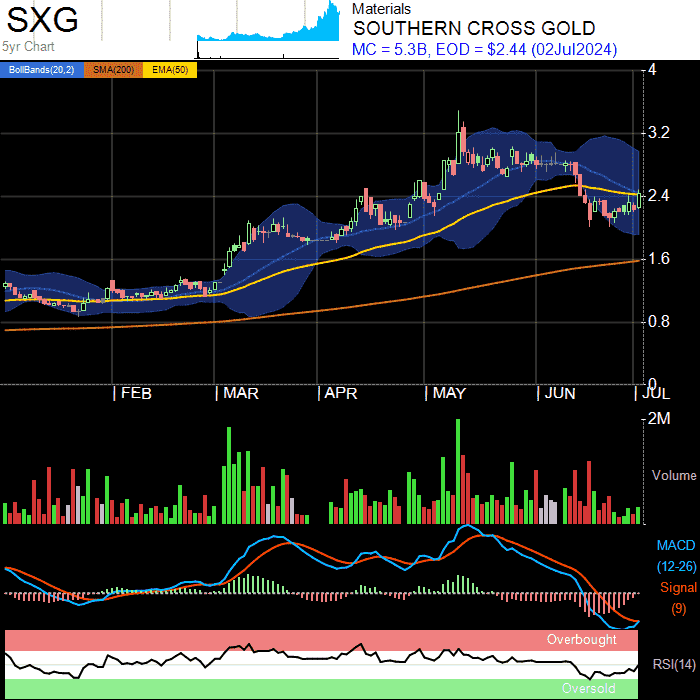 SXG
5yr Chart
Materials
SOUTHERN CROSS GOLD
MC = 5.3B, EOD = $2.44 (02Jul2024)
BollBands(20,2) SMA(200) EMA(50)
4
3.2
2.4
1.6
0.8
0
FEB MAR APR MAY JUN JUL
2M
Volume
MACD
(12-26)
Signal
(9)
Overbought
RSI(14)
Oversold